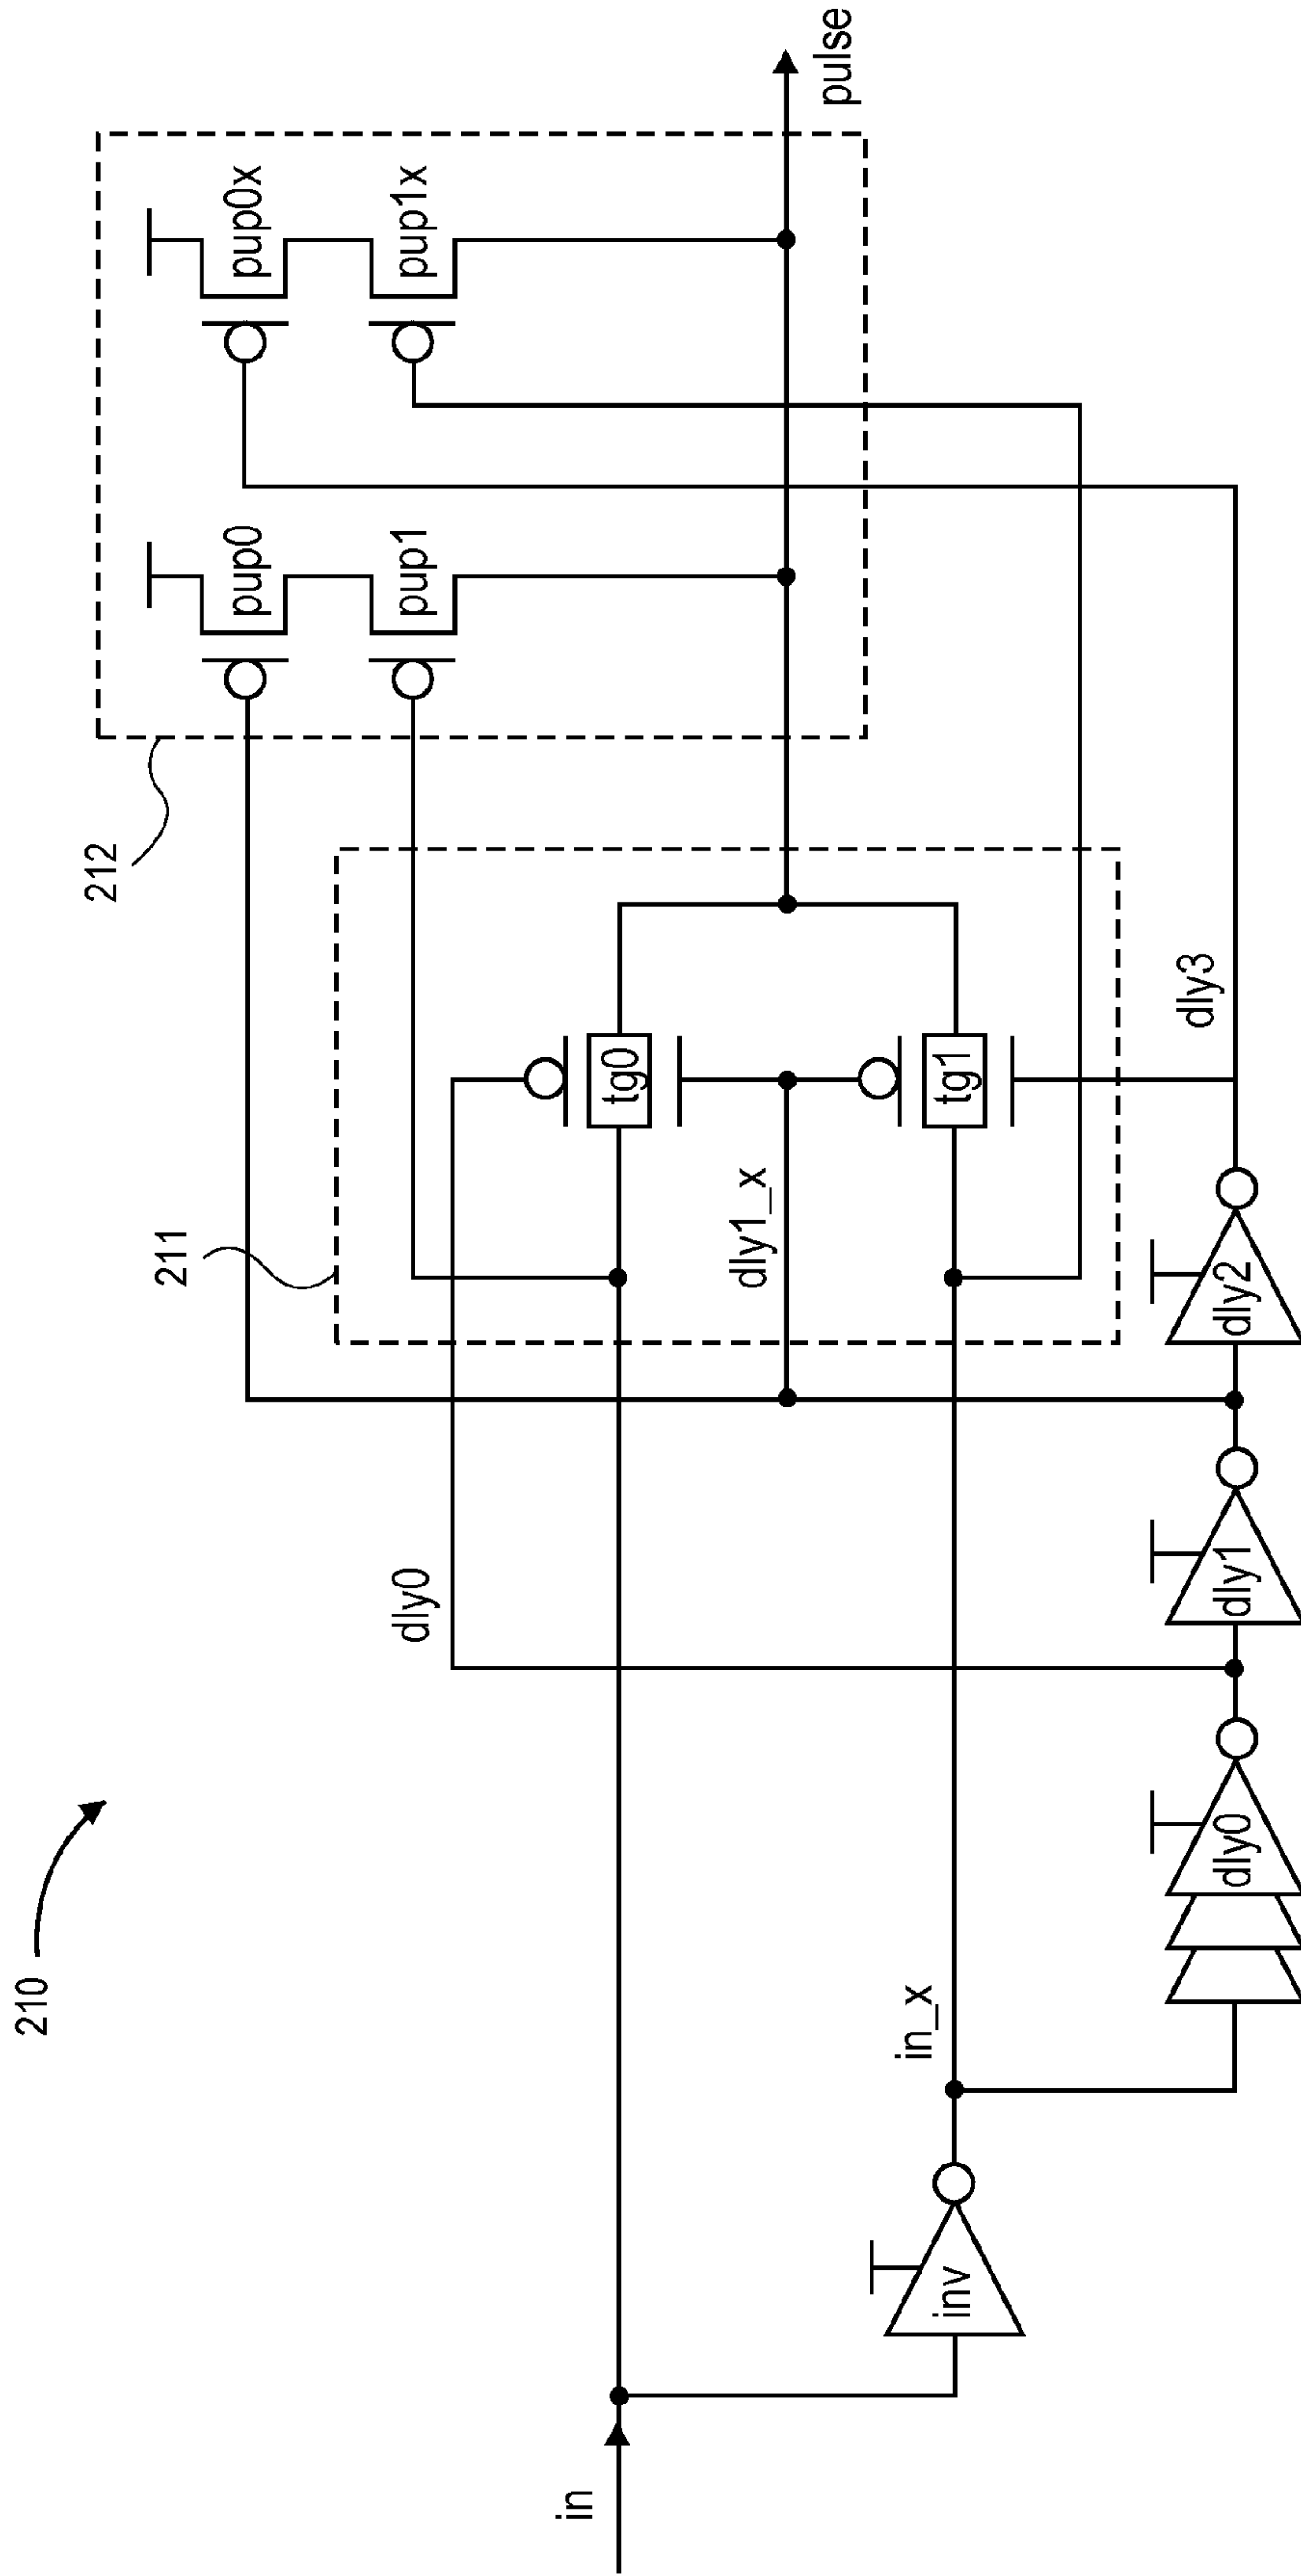 210
212
211
pup0
pup0x
pup1
pup1x
pulse
dly0
tg0
dly1_x
tg1
in
in_x
inv
dly3
dly0
dly1
dly2